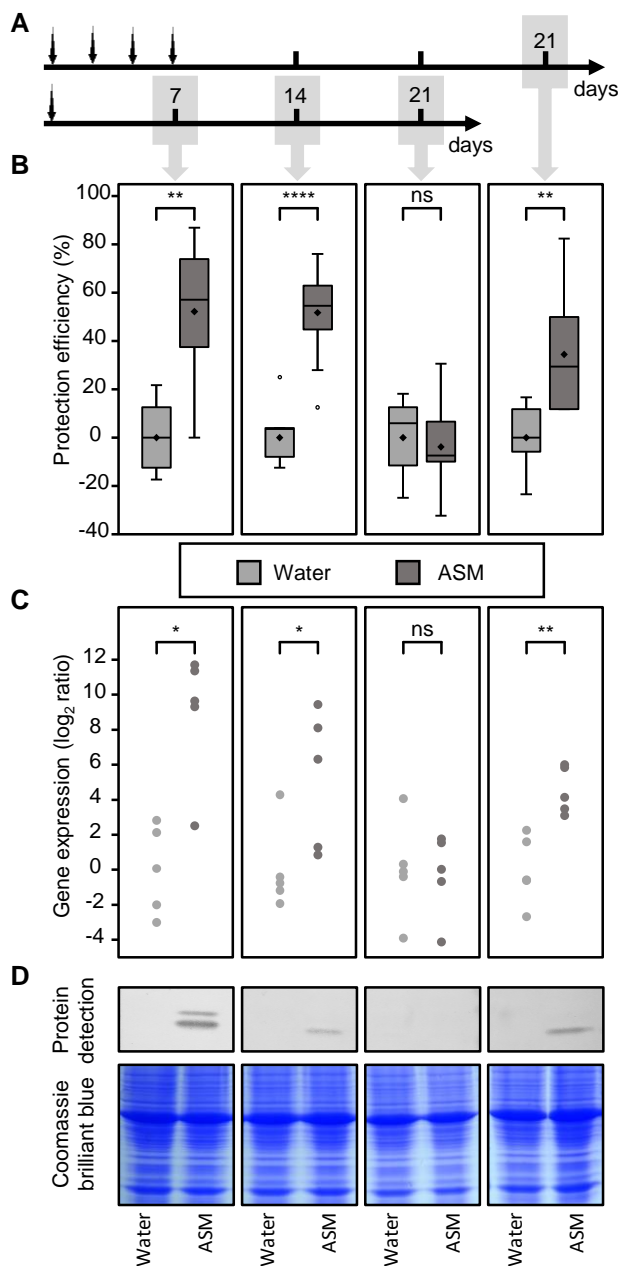 A
21
days
7
14
21
days
B
Protection efficiency (%)
100
80
60
40
20
0
-20
-40
**
****
ns
**
Water
ASM
C
Gene expression (log2 ratio)
12
10
8
6
4
2
0
-2
-4
*
*
ns
**
D
Protein
detection
Coomassie
brilliant blue
Water
ASM
Water
ASM
Water
ASM
Water
ASM